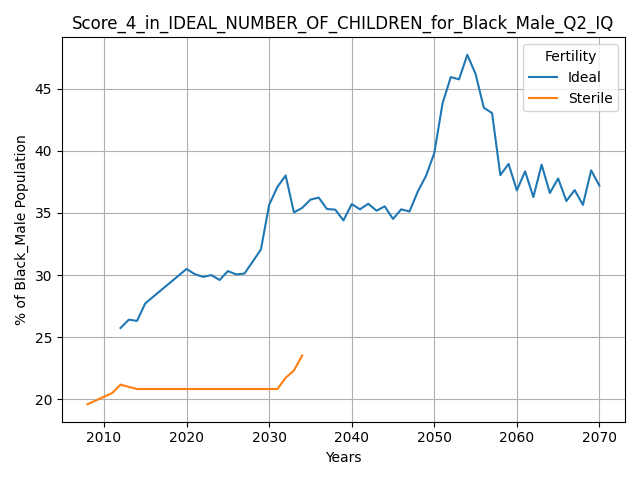 Score_4_in_IDEAL_NUMBER_OF_CHILDREN_for_Black_Male_Q2_IQ
Fertility
Ideal
Sterile
% of Black_Male Population
45
40
35
30
25
20
2010
2020
2030
2040
2050
2060
2070
Years